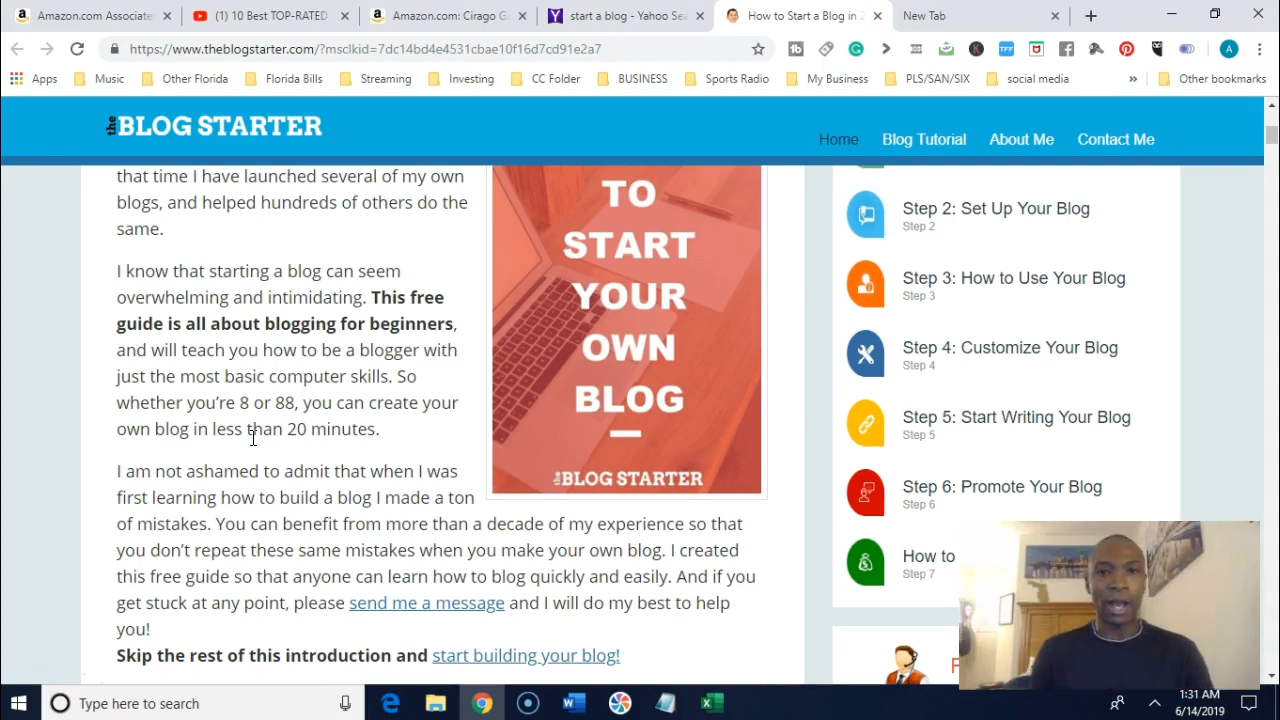 Amazon.com Associate
(1) 10 Best TOP-RATED
Amazon.com: Cirago G
start a blog - Yahoo Sea
How to Start a Blog in 2
New Tab
https://www.theblogstarter.com/?msclkid=7dc14bd4e4531cbae10f16d7cd91e2a7
Apps
Music
Other Florida
Florida Bills
Streaming
Investing
CC Folder
BUSINESS
Sports Radio
My Business
PLS/SAN/SIX
social media
»
Other bookmarks
the BLOG STARTER
Home
Blog Tutorial
About Me
Contact Me
that time I have launched several of my own
blogs, and helped hundreds of others do the
same.
I know that starting a blog can seem
overwhelming and intimidating. This free
guide is all about blogging for beginners,
and will teach you how to be a blogger with
just the most basic computer skills. So
whether you’re 8 or 88, you can create your
own blog in less than 20 minutes.
I am not ashamed to admit that when I was
first learning how to build a blog I made a ton
of mistakes. You can benefit from more than a decade of my experience so that
you don’t repeat these same mistakes when you make your own blog. I created
this free guide so that anyone can learn how to blog quickly and easily. And if you
get stuck at any point, please send me a message and I will do my best to help
you!
Skip the rest of this introduction and start building your blog!
TO
START
YOUR
OWN
BLOG
the BLOG STARTER
Step 2: Set Up Your Blog
Step 2
Step 3: How to Use Your Blog
Step 3
Step 4: Customize Your Blog
Step 4
Step 5: Start Writing Your Blog
Step 5
Step 6: Promote Your Blog
Step 6
How to
Step 7
F
Type here to search
1:31 AM
6/14/2019